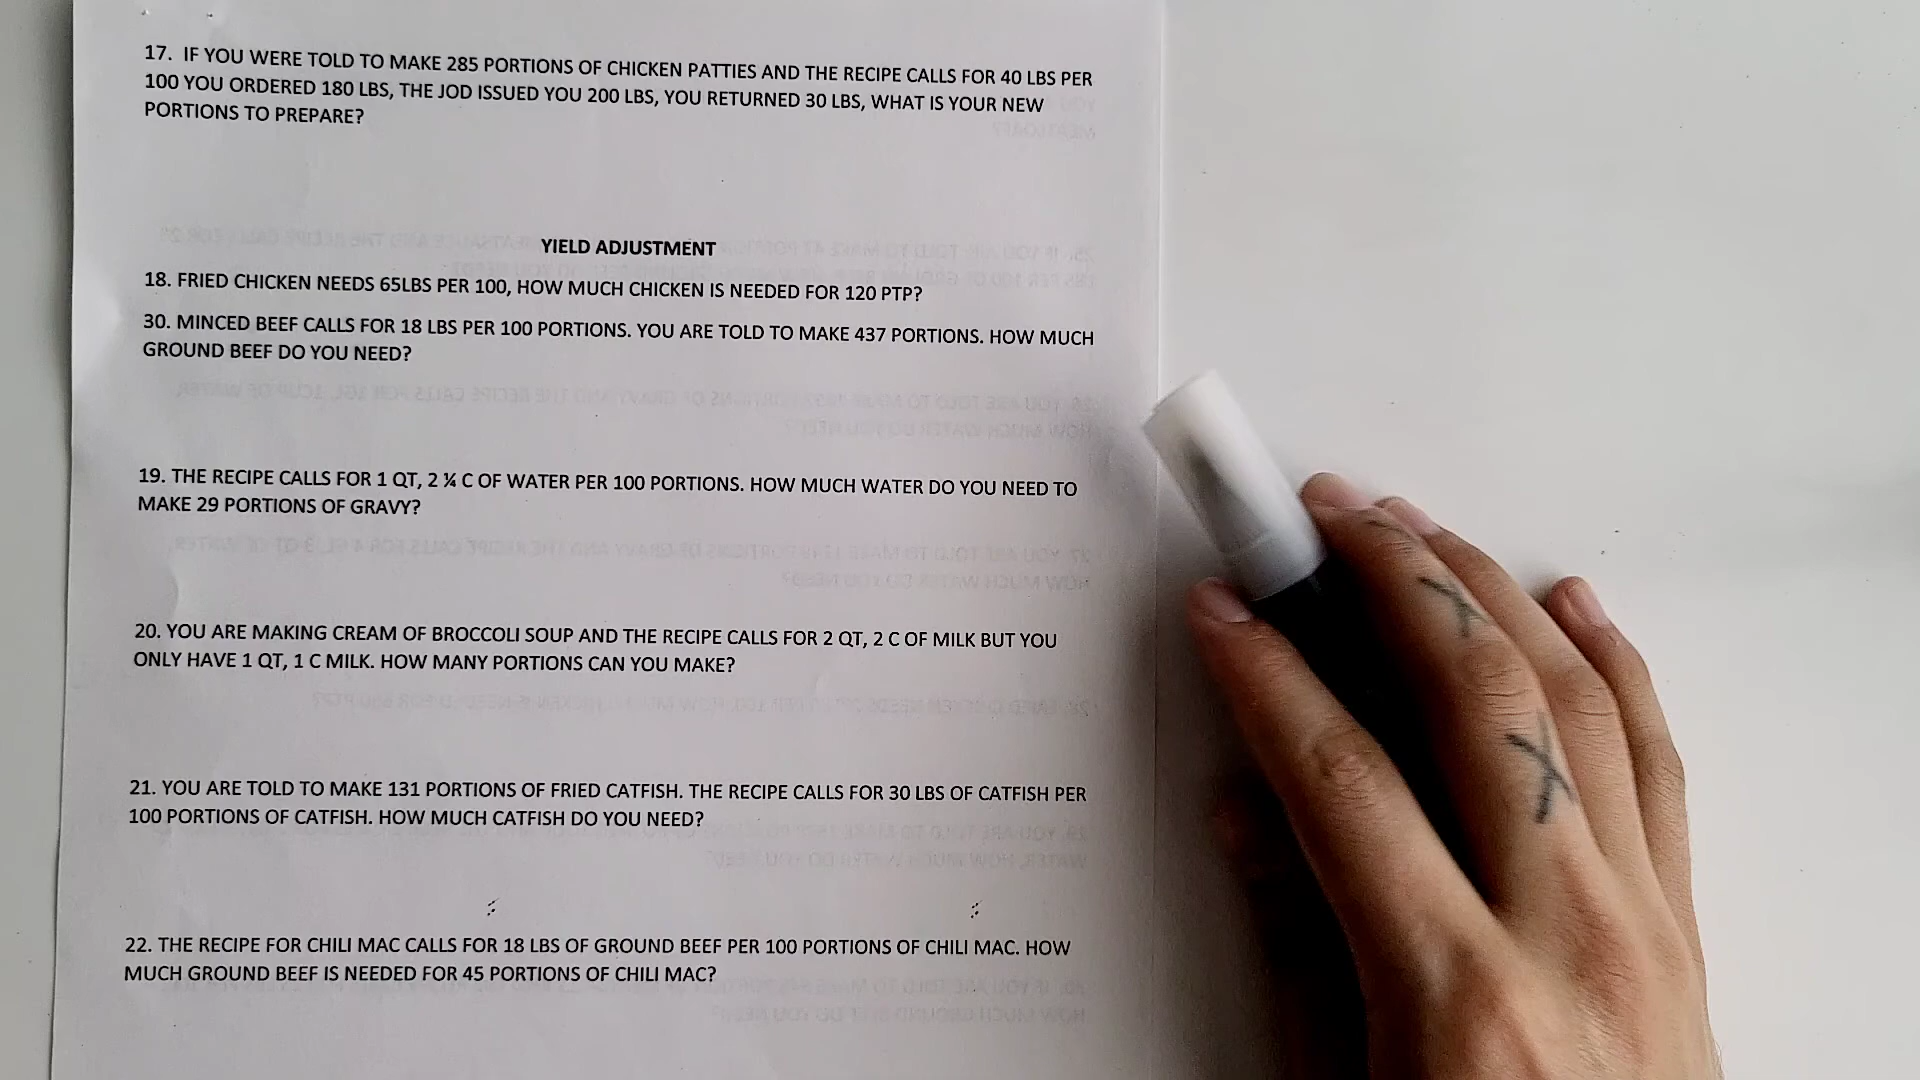 17. IF YOU WERE TOLD TO MAKE 285 PORTIONS OF CHICKEN PATTIES AND THE RECIPE CALLS FOR 40 LBS PER
100 YOU ORDERED 180 LBS, THE JOD ISSUED YOU 200 LBS, YOU RETURNED 30 LBS, WHAT IS YOUR NEW
PORTIONS TO PREPARE?
YIELD ADJUSTMENT
18. FRIED CHICKEN NEEDS 65LBS PER 100, HOW MUCH CHICKEN IS NEEDED FOR 120 PTP?
30. MINCED BEEF CALLS FOR 18 LBS PER 100 PORTIONS. YOU ARE TOLD TO MAKE 437 PORTIONS. HOW MUCH
GROUND BEEF DO YOU NEED?
19. THE RECIPE CALLS FOR 1 QT, 2 ¼ C OF WATER PER 100 PORTIONS. HOW MUCH WATER DO YOU NEED TO
MAKE 29 PORTIONS OF GRAVY?
20. YOU ARE MAKING CREAM OF BROCCOLI SOUP AND THE RECIPE CALLS FOR 2 QT, 2 C OF MILK BUT YOU
ONLY HAVE 1 QT, 1 C MILK. HOW MANY PORTIONS CAN YOU MAKE?
21. YOU ARE TOLD TO MAKE 131 PORTIONS OF FRIED CATFISH. THE RECIPE CALLS FOR 30 LBS OF CATFISH PER
100 PORTIONS OF CATFISH. HOW MUCH CATFISH DO YOU NEED?
22. THE RECIPE FOR CHILI MAC CALLS FOR 18 LBS OF GROUND BEEF PER 100 PORTIONS OF CHILI MAC. HOW
MUCH GROUND BEEF IS NEEDED FOR 45 PORTIONS OF CHILI MAC?